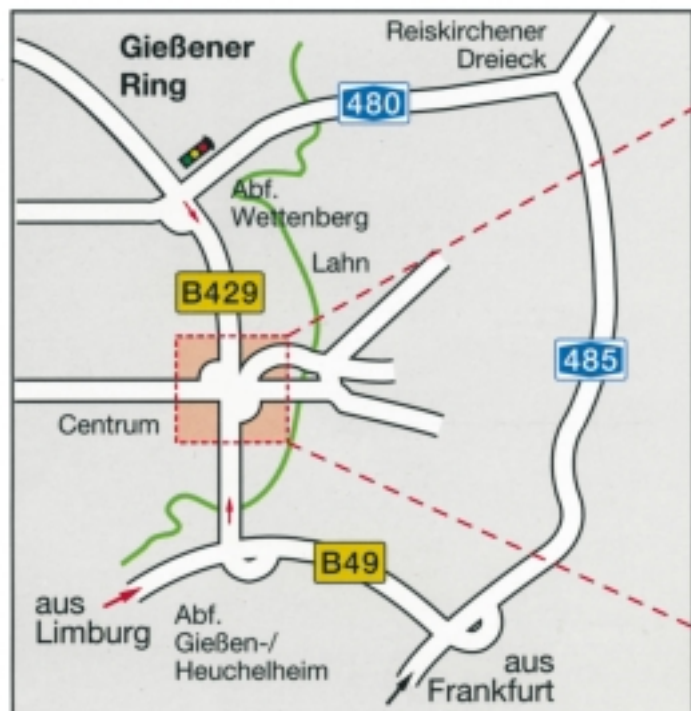 Gießener
Ring
Reiskirchener
Dreieck
480
Abf.
Wettenberg
Lahn
B429
485
Centrum
B49
aus
Limburg
Abf.
Gießen-/
Heuchelheim
aus
Frankfurt